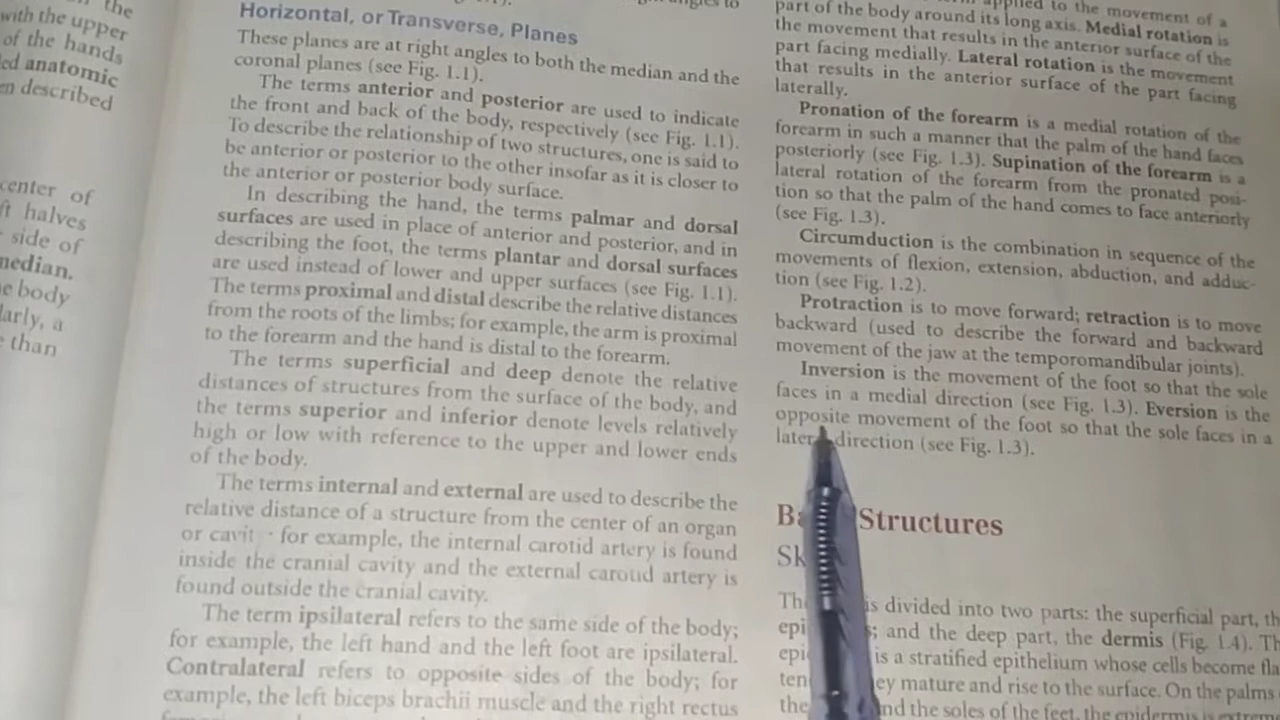 the
with the upper
of the hands
ed anatomic
en described
center of
ft halves
side of
median.
e body
larly, a
e than
Horizontal, or Transverse, Planes
These planes are at right angles to both the median and the
coronal planes (see Fig. 1.1).
The terms anterior and posterior are used to indicate
the front and back of the body, respectively (see Fig. 1.1).
To describe the relationship of two structures, one is said to
be anterior or posterior to the other insofar as it is closer to
the anterior or posterior body surface.
In describing the hand, the terms palmar and dorsal
surfaces are used in place of anterior and posterior, and in
describing the foot, the terms plantar and dorsal surfaces
are used instead of lower and upper surfaces (see Fig. 1.1).
The terms proximal and distal describe the relative distances
from the roots of the limbs; for example, the arm is proximal
to the forearm and the hand is distal to the forearm.
The terms superficial and deep denote the relative
distances of structures from the surface of the body, and
the terms superior and inferior denote levels relatively
high or low with reference to the upper and lower ends
of the body.
The terms internal and external are used to describe the
relative distance of a structure from the center of an organ
or cavit for example, the internal carotid artery is found
inside the cranial cavity and the external carotid artery is
found outside the cranial cavity.
The term ipsilateral refers to the same side of the body;
for example, the left hand and the left foot are ipsilateral.
Contralateral refers to opposite sides of the body; for
example, the left biceps brachii muscle and the right rectus
applied to the movement of a
part of the body around its long axis. Medial rotation is
the movement that results in the anterior surface of the
part facing medially. Lateral rotation is the movement
that results in the anterior surface of the part facing
laterally.
Pronation of the forearm is a medial rotation of the
forearm in such a manner that the palm of the hand faces
posteriorly (see Fig. 1.3). Supination of the forearm is a
lateral rotation of the forearm from the pronated posi-
tion so that the palm of the hand comes to face anteriorly
(see Fig. 1.3).
Circumduction is the combination in sequence of the
movements of flexion, extension, abduction, and adduc-
tion (see Fig. 1.2).
Protraction is to move forward; retraction is to move
backward (used to describe the forward and backward
movement of the jaw at the temporomandibular joints).
Inversion is the movement of the foot so that the sole
faces in a medial direction (see Fig. 1.3). Eversion is the
opposite movement of the foot so that the sole faces in a
later direction (see Fig. 1.3).
Ba Structures
Sk
Th is divided into two parts: the superficial part, th
epi s; and the deep part, the dermis (Fig. 1.4). Th
epi is a stratified epithelium whose cells become fla
ten ey mature and rise to the surface. On the palms
the nd the soles of the feet, the epidermis is extrem